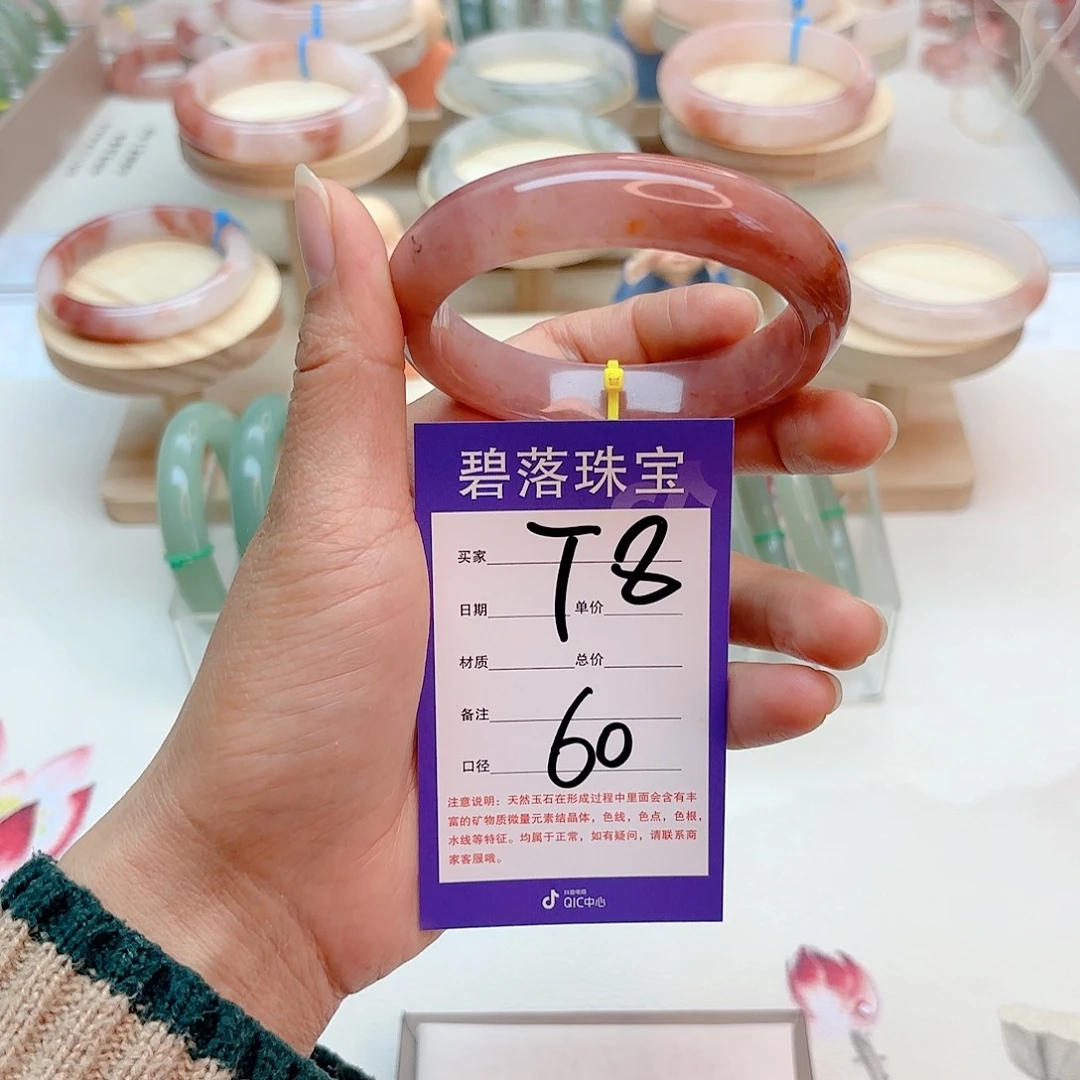 碧落珠宝
T8
买家
日期 单价
材质 总价
备注
口径 60
注意说明：天然玉石在形成过程中里面会含有丰
富的矿物质微量元素结晶体，色线，色点，色根，
水线等特征。均属于正常，如有疑问，请联系商
家客服哦。
抖音电商
QIC中心